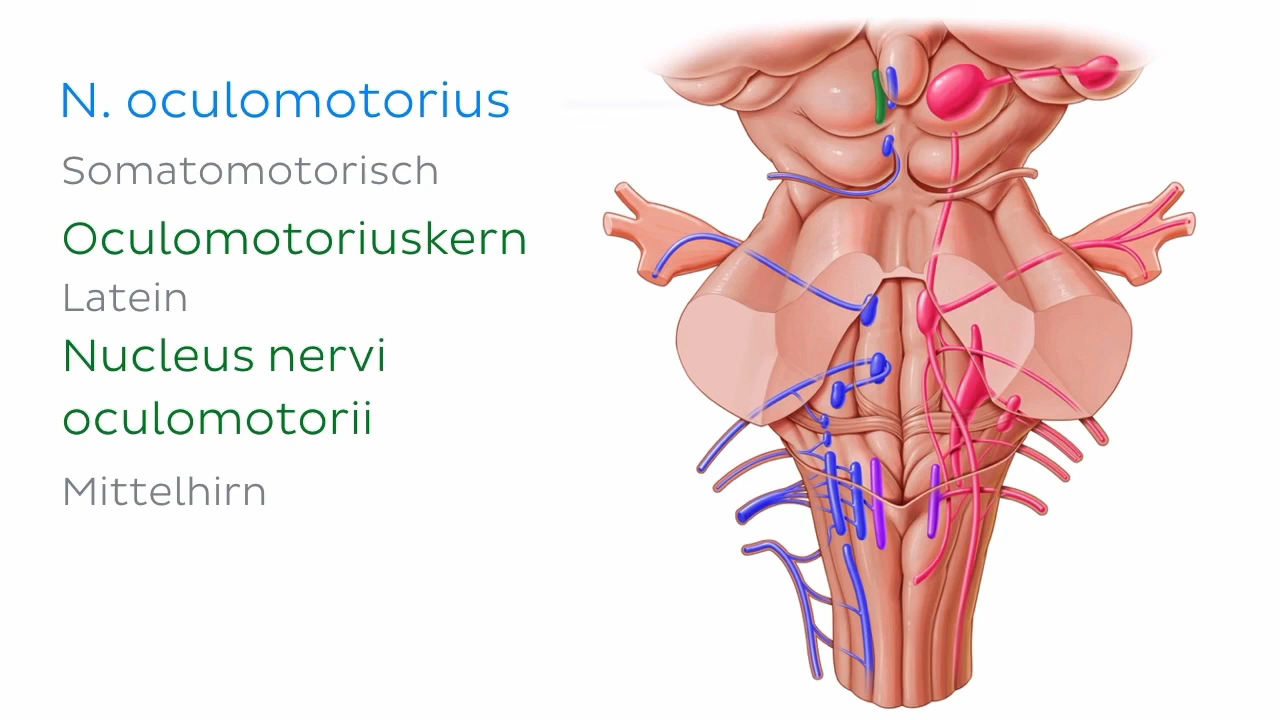 N. oculomotorius
Somatomotorisch
Oculomotoriuskern
Latein
Nucleus nervi
oculomotorii
Mittelhirn